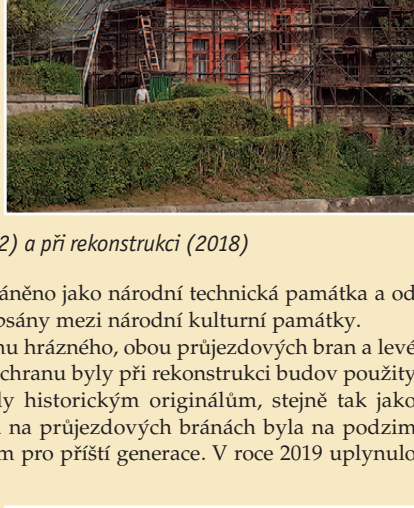 2) a při rekonstrukci (2018)
áněno jako národní technická památka a od
psány mezi národní kulturní památky.
nu hrázného, obou průjezdových bran a levé
chranu byly při rekonstrukci budov použity
ly historickým originálům, stejně tak jako
na průjezdových bránách byla na podzim
m pro příští generace. V roce 2019 uplynulo